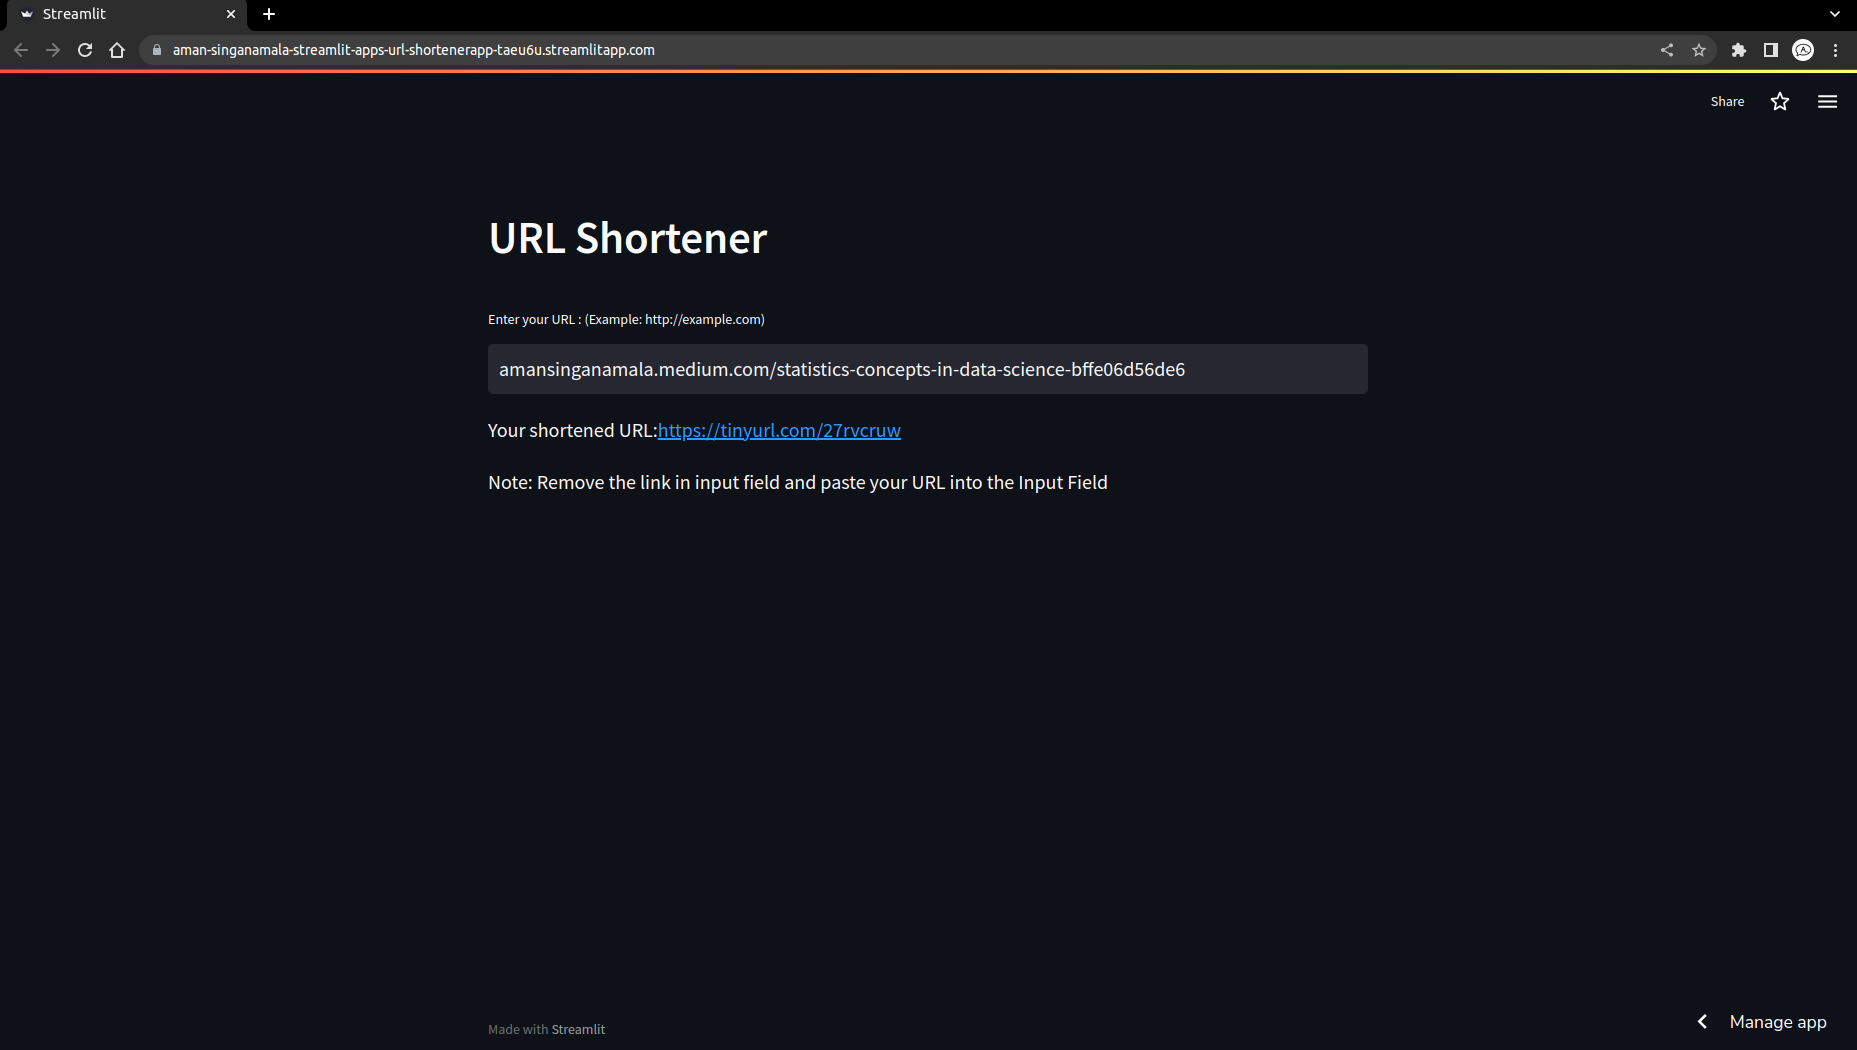 Streamlit
aman-singanamala-streamlit-apps-url-shortenerapp-taeu6u.streamlitapp.com
Share
URL Shortener
Enter your URL : (Example: http://example.com)
amansinganamala.medium.com/statistics-concepts-in-data-science-bffe06d56de6
Your shortened URL:https://tinyurl.com/27rvcruw
Note: Remove the link in input field and paste your URL into the Input Field
Made with Streamlit
Manage app